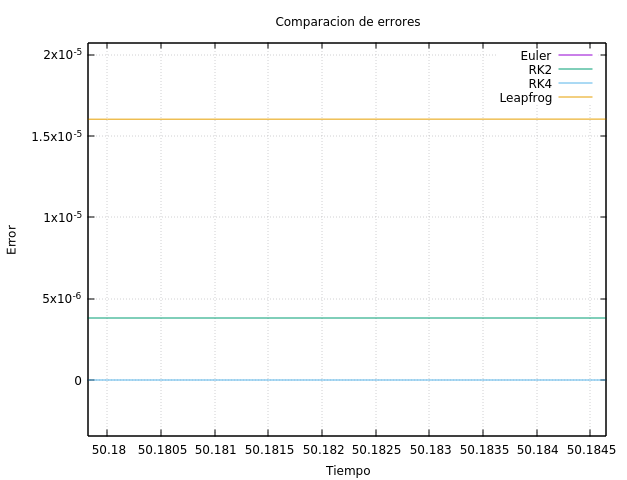 Comparacion de errores
Euler
RK2
RK4
Leapfrog
2x10⁻⁵
1.5x10⁻⁵
1x10⁻⁵
5x10⁻⁶
0
Error
50.18 50.1805 50.181 50.1815 50.182 50.1825 50.183 50.1835 50.184 50.1845
Tiempo